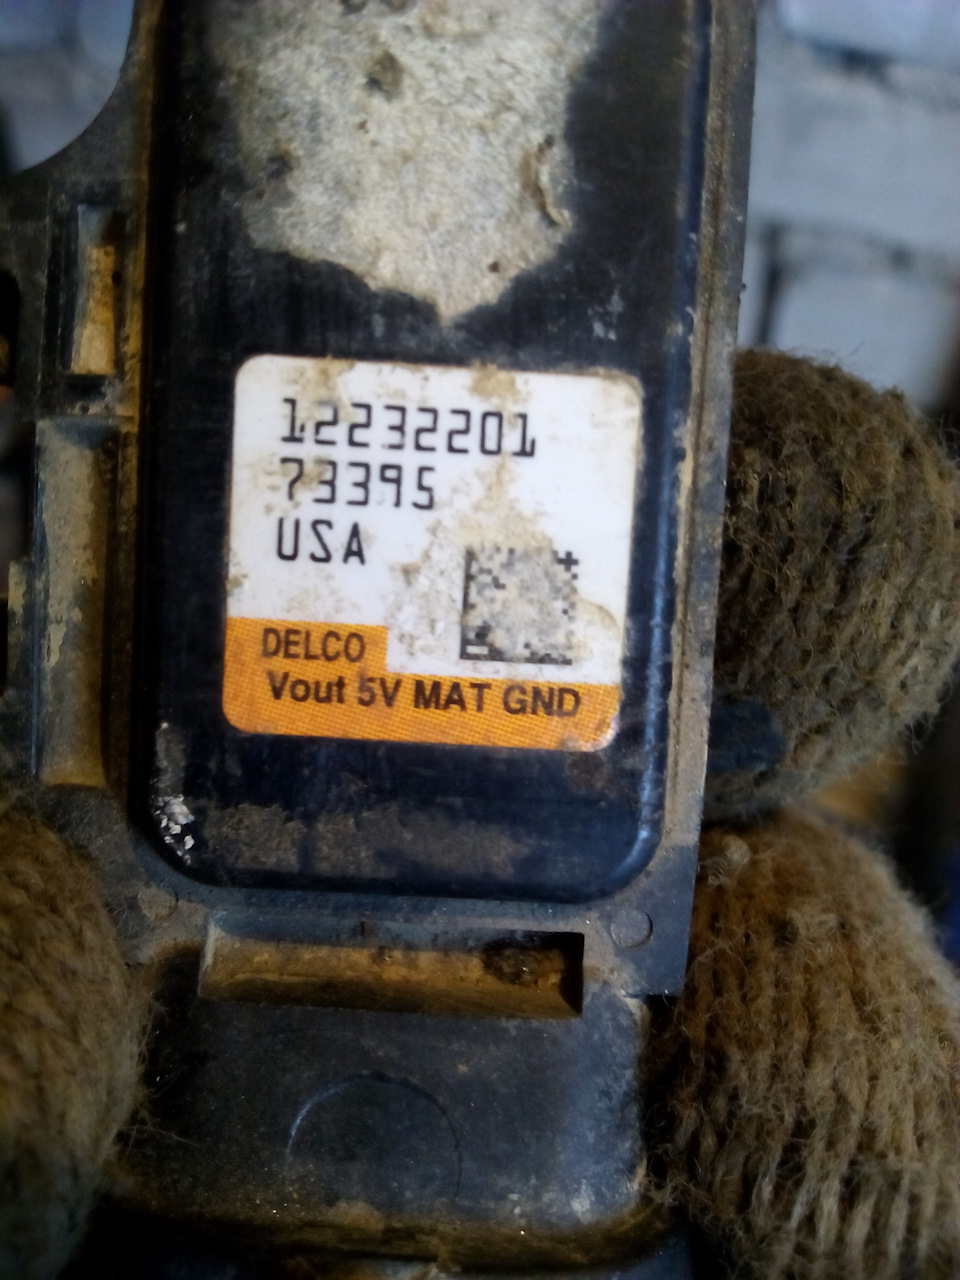 12232201
73395
USA
DELCO
Vout 5V MAT GND